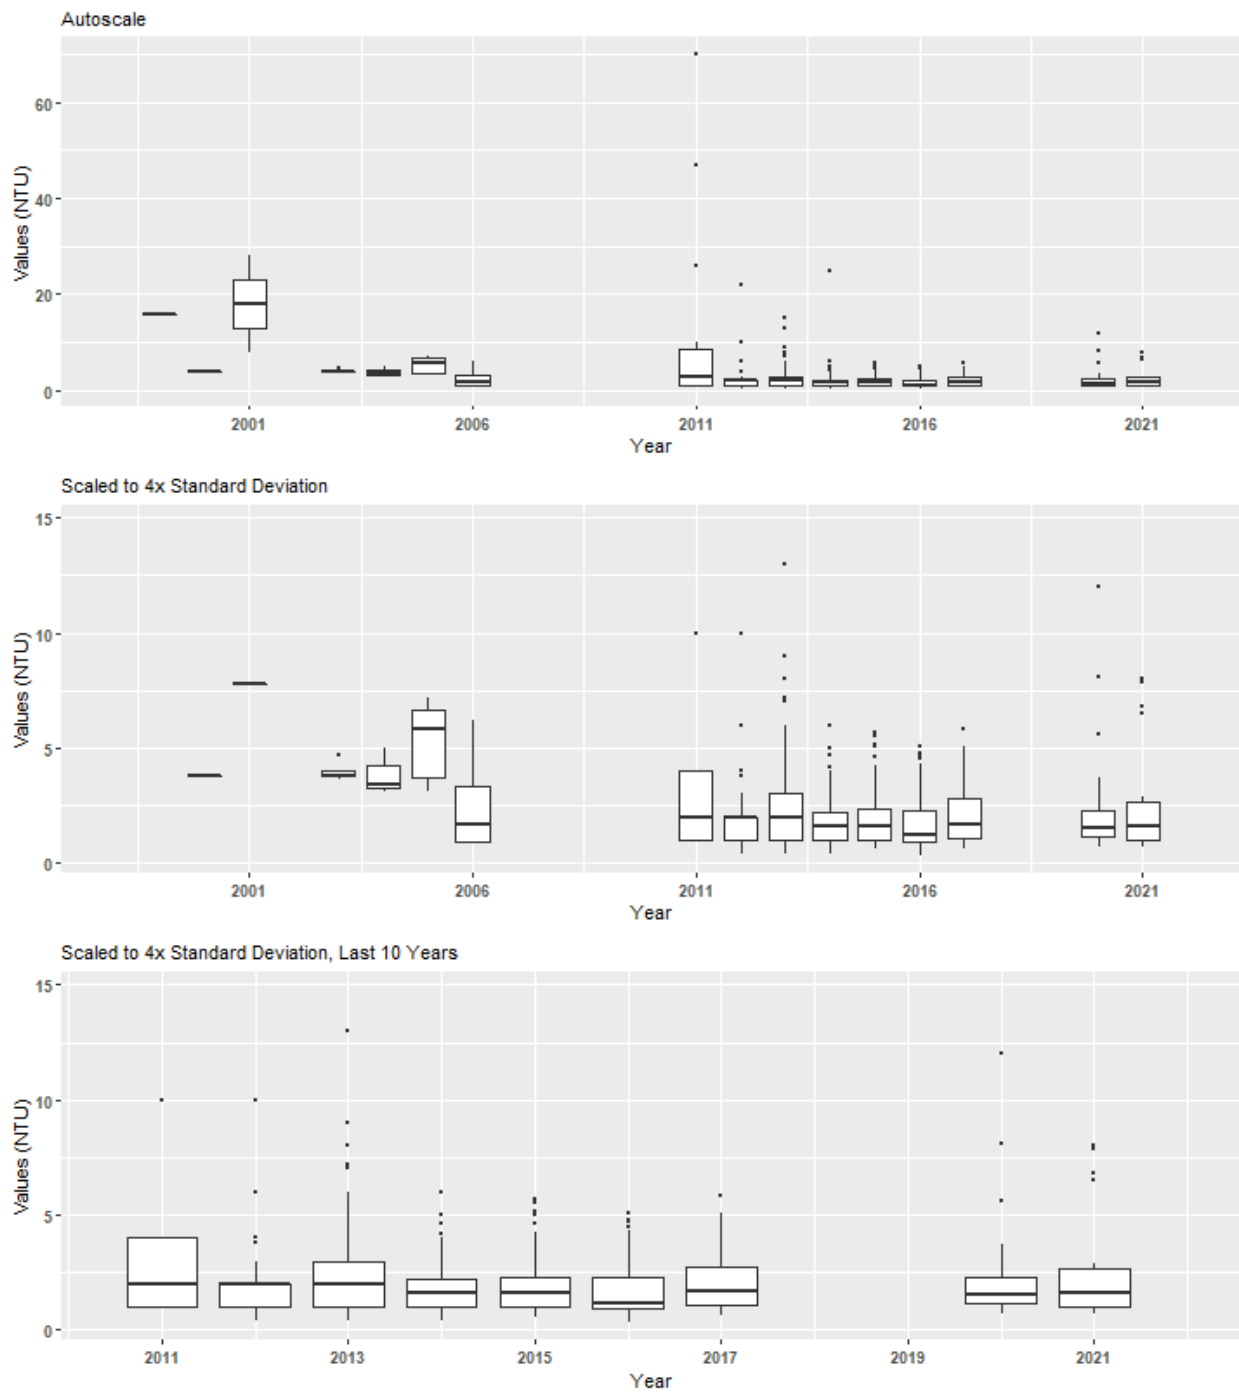 Autoscale
60
40
20
0
Values (NTU)
2001 2006 2011 2016 2021
Year
Scaled to 4x Standard Deviation
15
10
5
0
Values (NTU)
2001 2006 2011 2016 2021
Year
Scaled to 4x Standard Deviation, Last 10 Years
15
10
5
0
Values (NTU)
2011 2013 2015 2017 2019 2021
Year